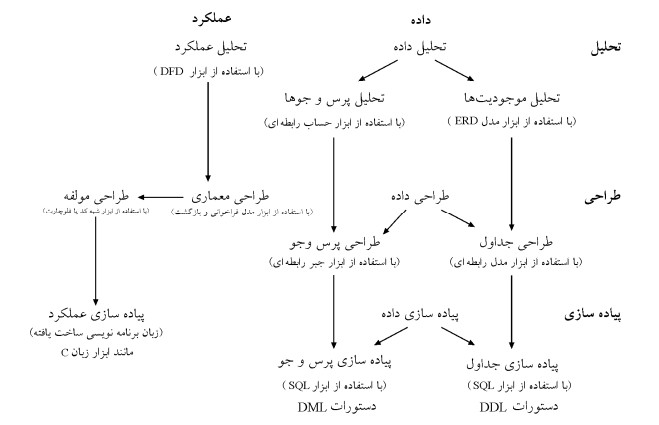 داده
عملکرد
تحلیل
تحلیل داده
تحلیل عملکرد
(با استفاده از ابزار DFD )
تحلیل موجودیت‌ها
(با استفاده از ابزار مدل ERD )
تحلیل پرس و جوها
(با استفاده از ابزار حساب رابطه‌ای)
طراحی
طراحی داده
طراحی معماری
(با استفاده از ابزار مدل فراخوانی و بازگشت)
طراحی مولفه
(با استفاده از ابزار شبه کد یا فلوچارت)
طراحی جداول
(با استفاده از ابزار مدل رابطه ای)
طراحی پرس وجو
(با استفاده از ابزار جبر رابطه ای)
پیاده سازی
پیاده سازی داده
پیاده سازی عملکرد
(زبان برنامه نویسی ساخت یافته)
مانند ابزار زبان C
پیاده سازی جداول
(با استفاده از ابزار SQL )
دستورات DDL
پیاده سازی پرس و جو
(با استفاده از ابزار SQL )
دستورات DML